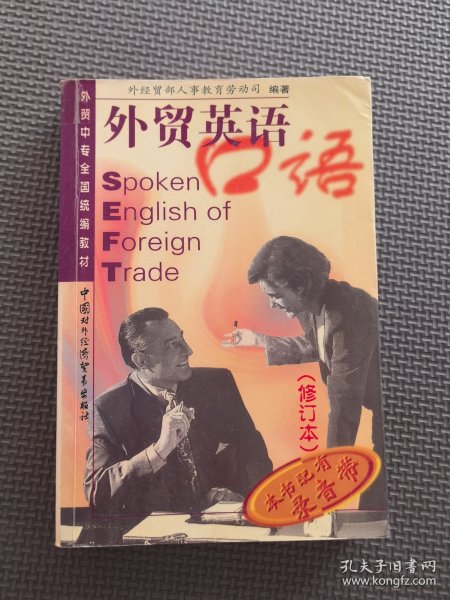 外经贸部人事教育劳动司 编著
外贸英语
口语
Spoken
English of
Foreign
Trade
外贸中专全国统编教材
中国对外经济贸易出版社
(修订本)
本书配有
录音带
孔夫子旧书网
www.kongfz.com